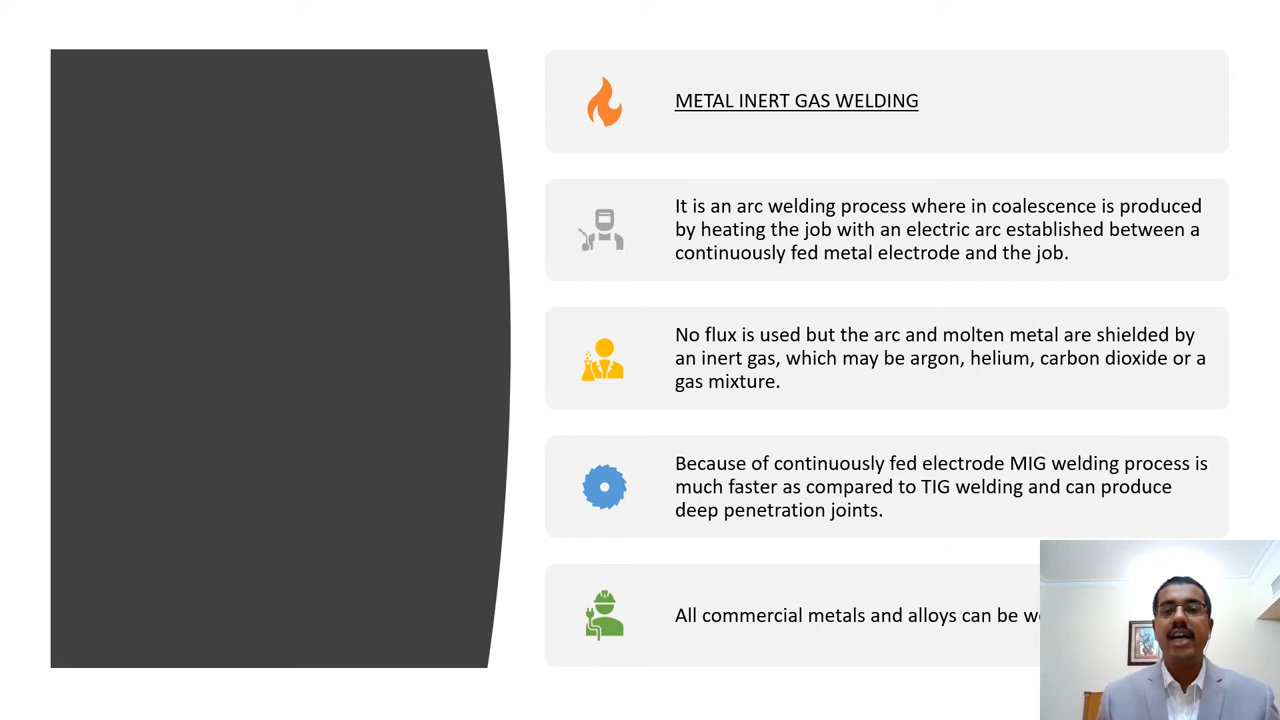 METAL INERT GAS WELDING
It is an arc welding process where in coalescence is produced
by heating the job with an electric arc established between a
continuously fed metal electrode and the job.
No flux is used but the arc and molten metal are shielded by
an inert gas, which may be argon, helium, carbon dioxide or a
gas mixture.
Because of continuously fed electrode MIG welding process is
much faster as compared to TIG welding and can produce
deep penetration joints.
All commercial metals and alloys can be